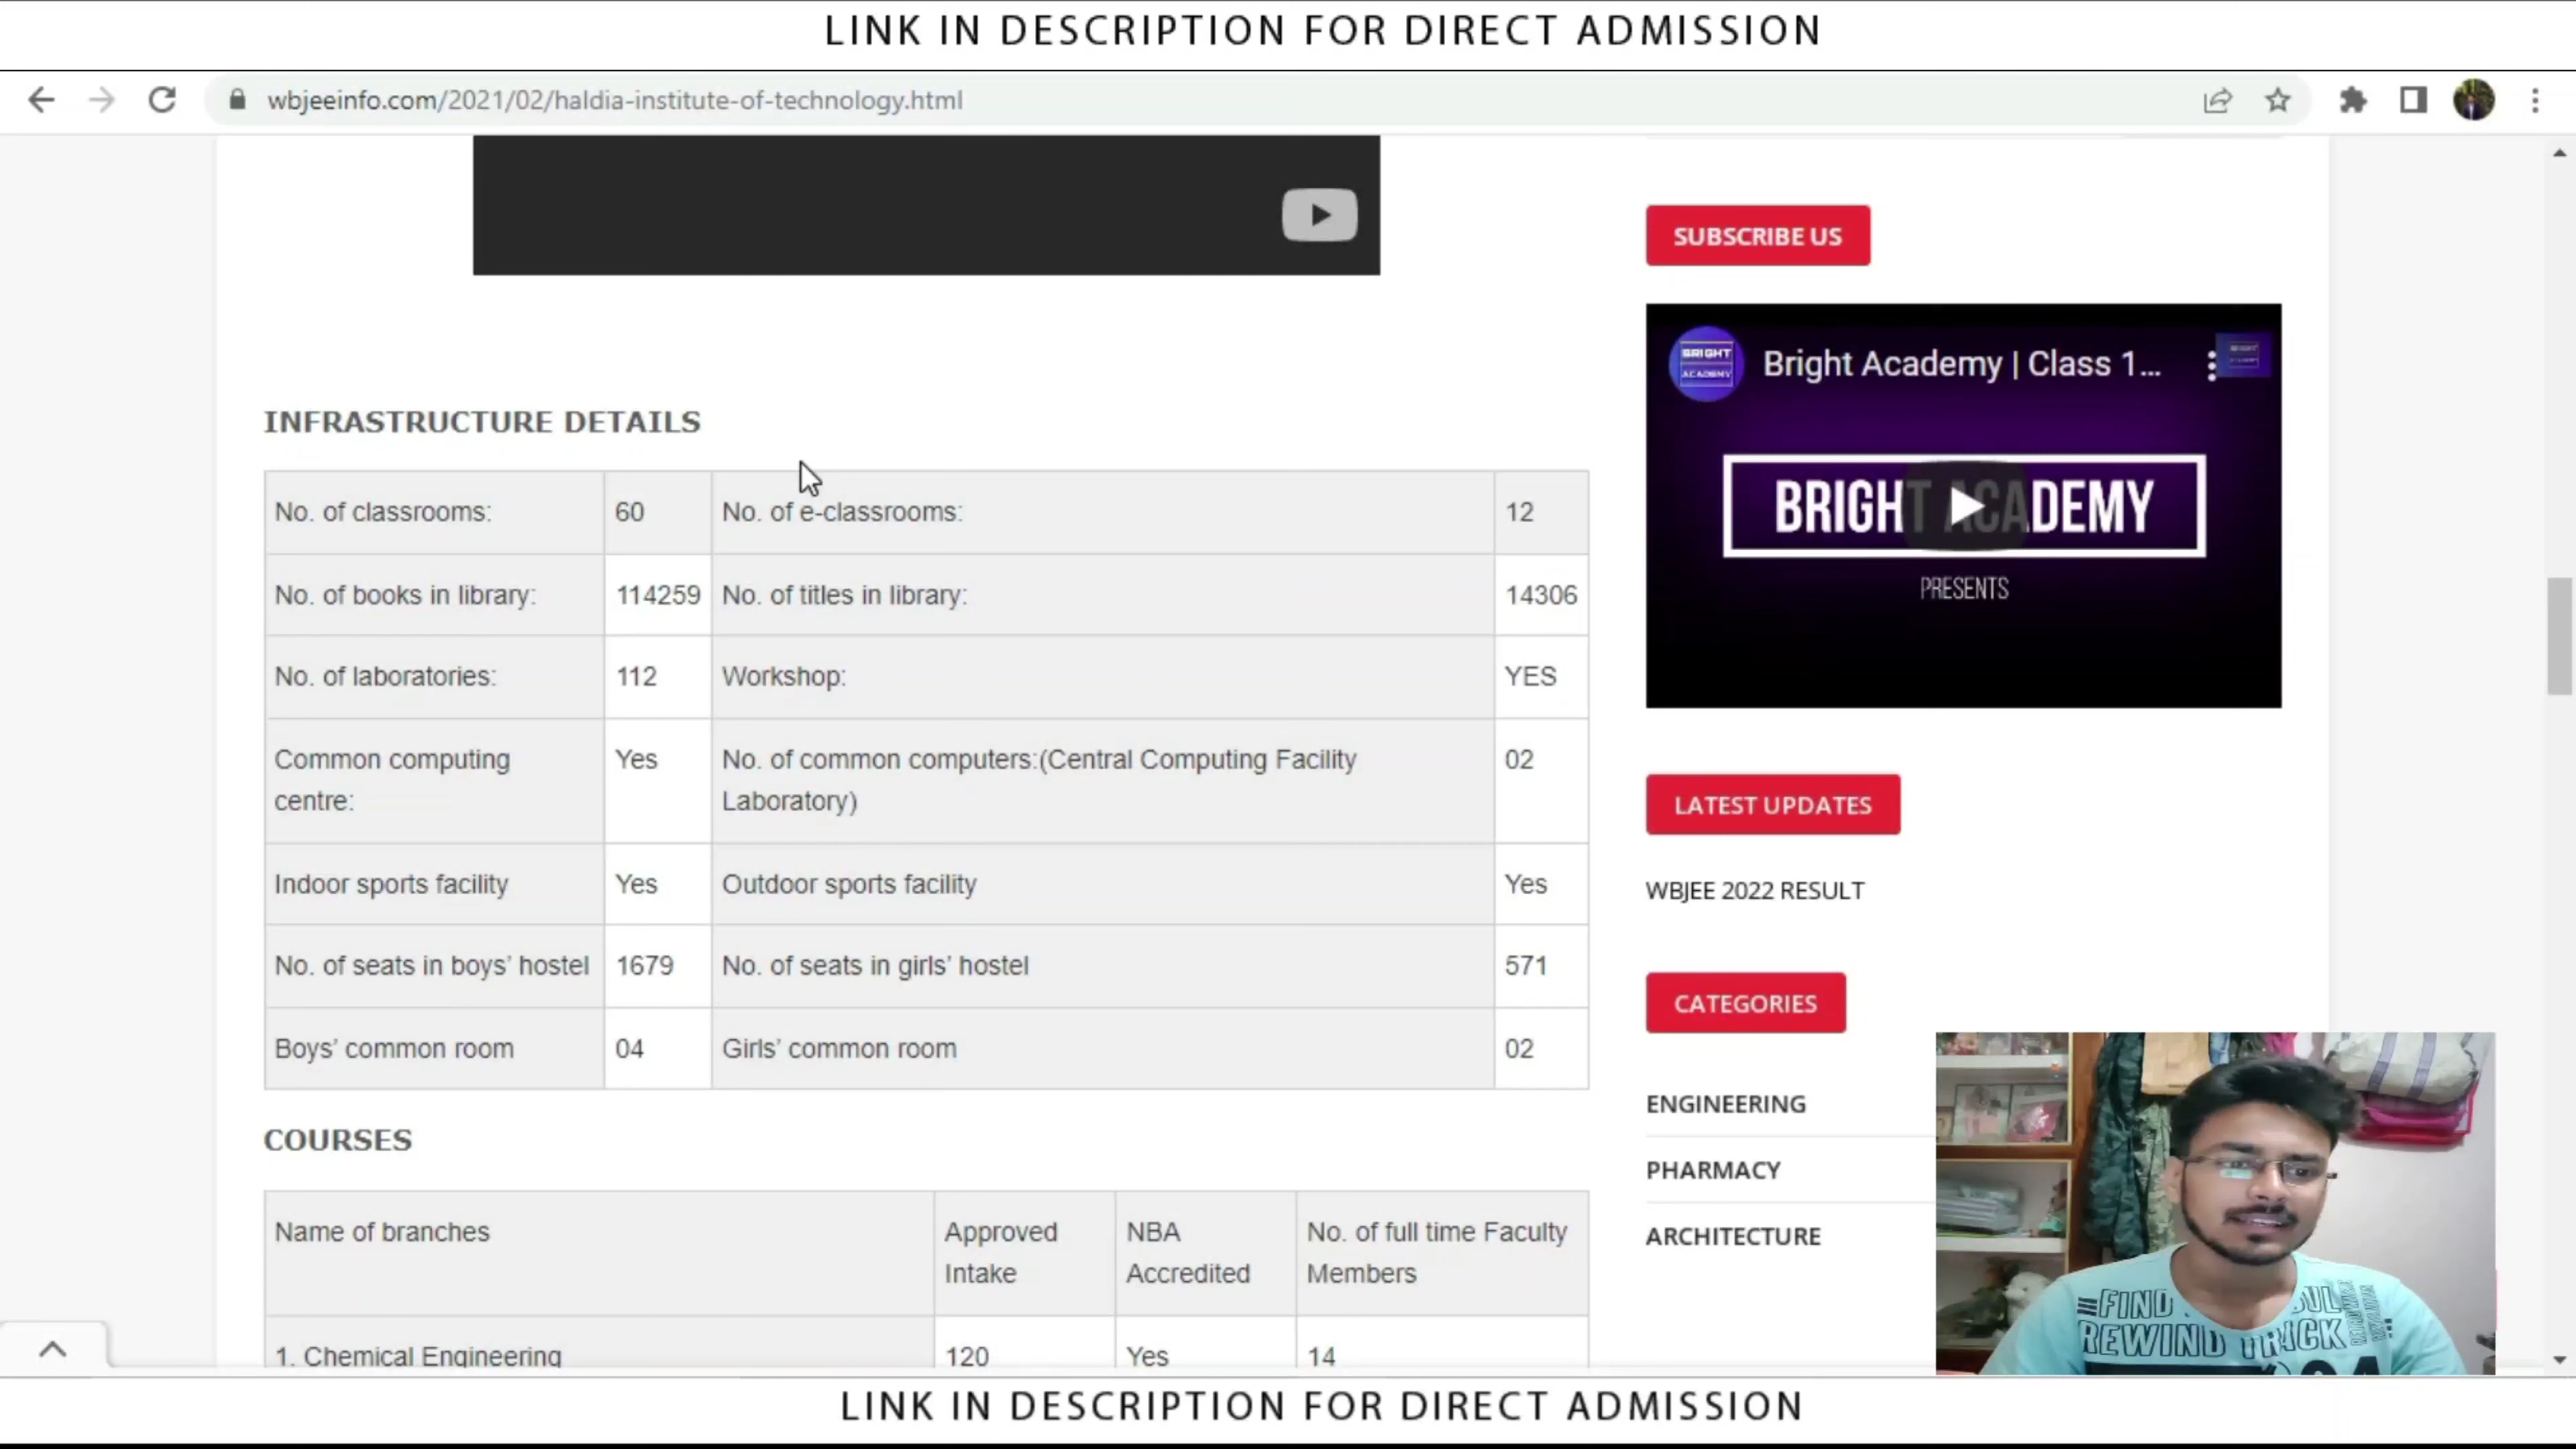 LINK IN DESCRIPTION FOR DIRECT ADMISSION
wbjeeinfo.com/2021/02/haldia-institute-of-technology.html
INFRASTRUCTURE DETAILS
No. of classrooms: 60 No. of e-classrooms: 12
No. of books in library: 114259 No. of titles in library: 14306
No. of laboratories: 112 Workshop: YES
Common computing centre: Yes No. of common computers:(Central Computing Facility Laboratory) 02
Indoor sports facility Yes Outdoor sports facility Yes
No. of seats in boys’ hostel 1679 No. of seats in girls’ hostel 571
Boys’ common room 04 Girls’ common room 02
COURSES
Name of branches Approved Intake NBA Accredited No. of full time Faculty Members
1. Chemical Engineering 120 Yes 14
SUBSCRIBE US
BRIGHT
ACADEMY
Bright Academy | Class 1...
BRIGHT ACADEMY
PRESENTS
LATEST UPDATES
WBJEE 2022 RESULT
CATEGORIES
ENGINEERING
PHARMACY
ARCHITECTURE
FIND
REWIND
LINK IN DESCRIPTION FOR DIRECT ADMISSION